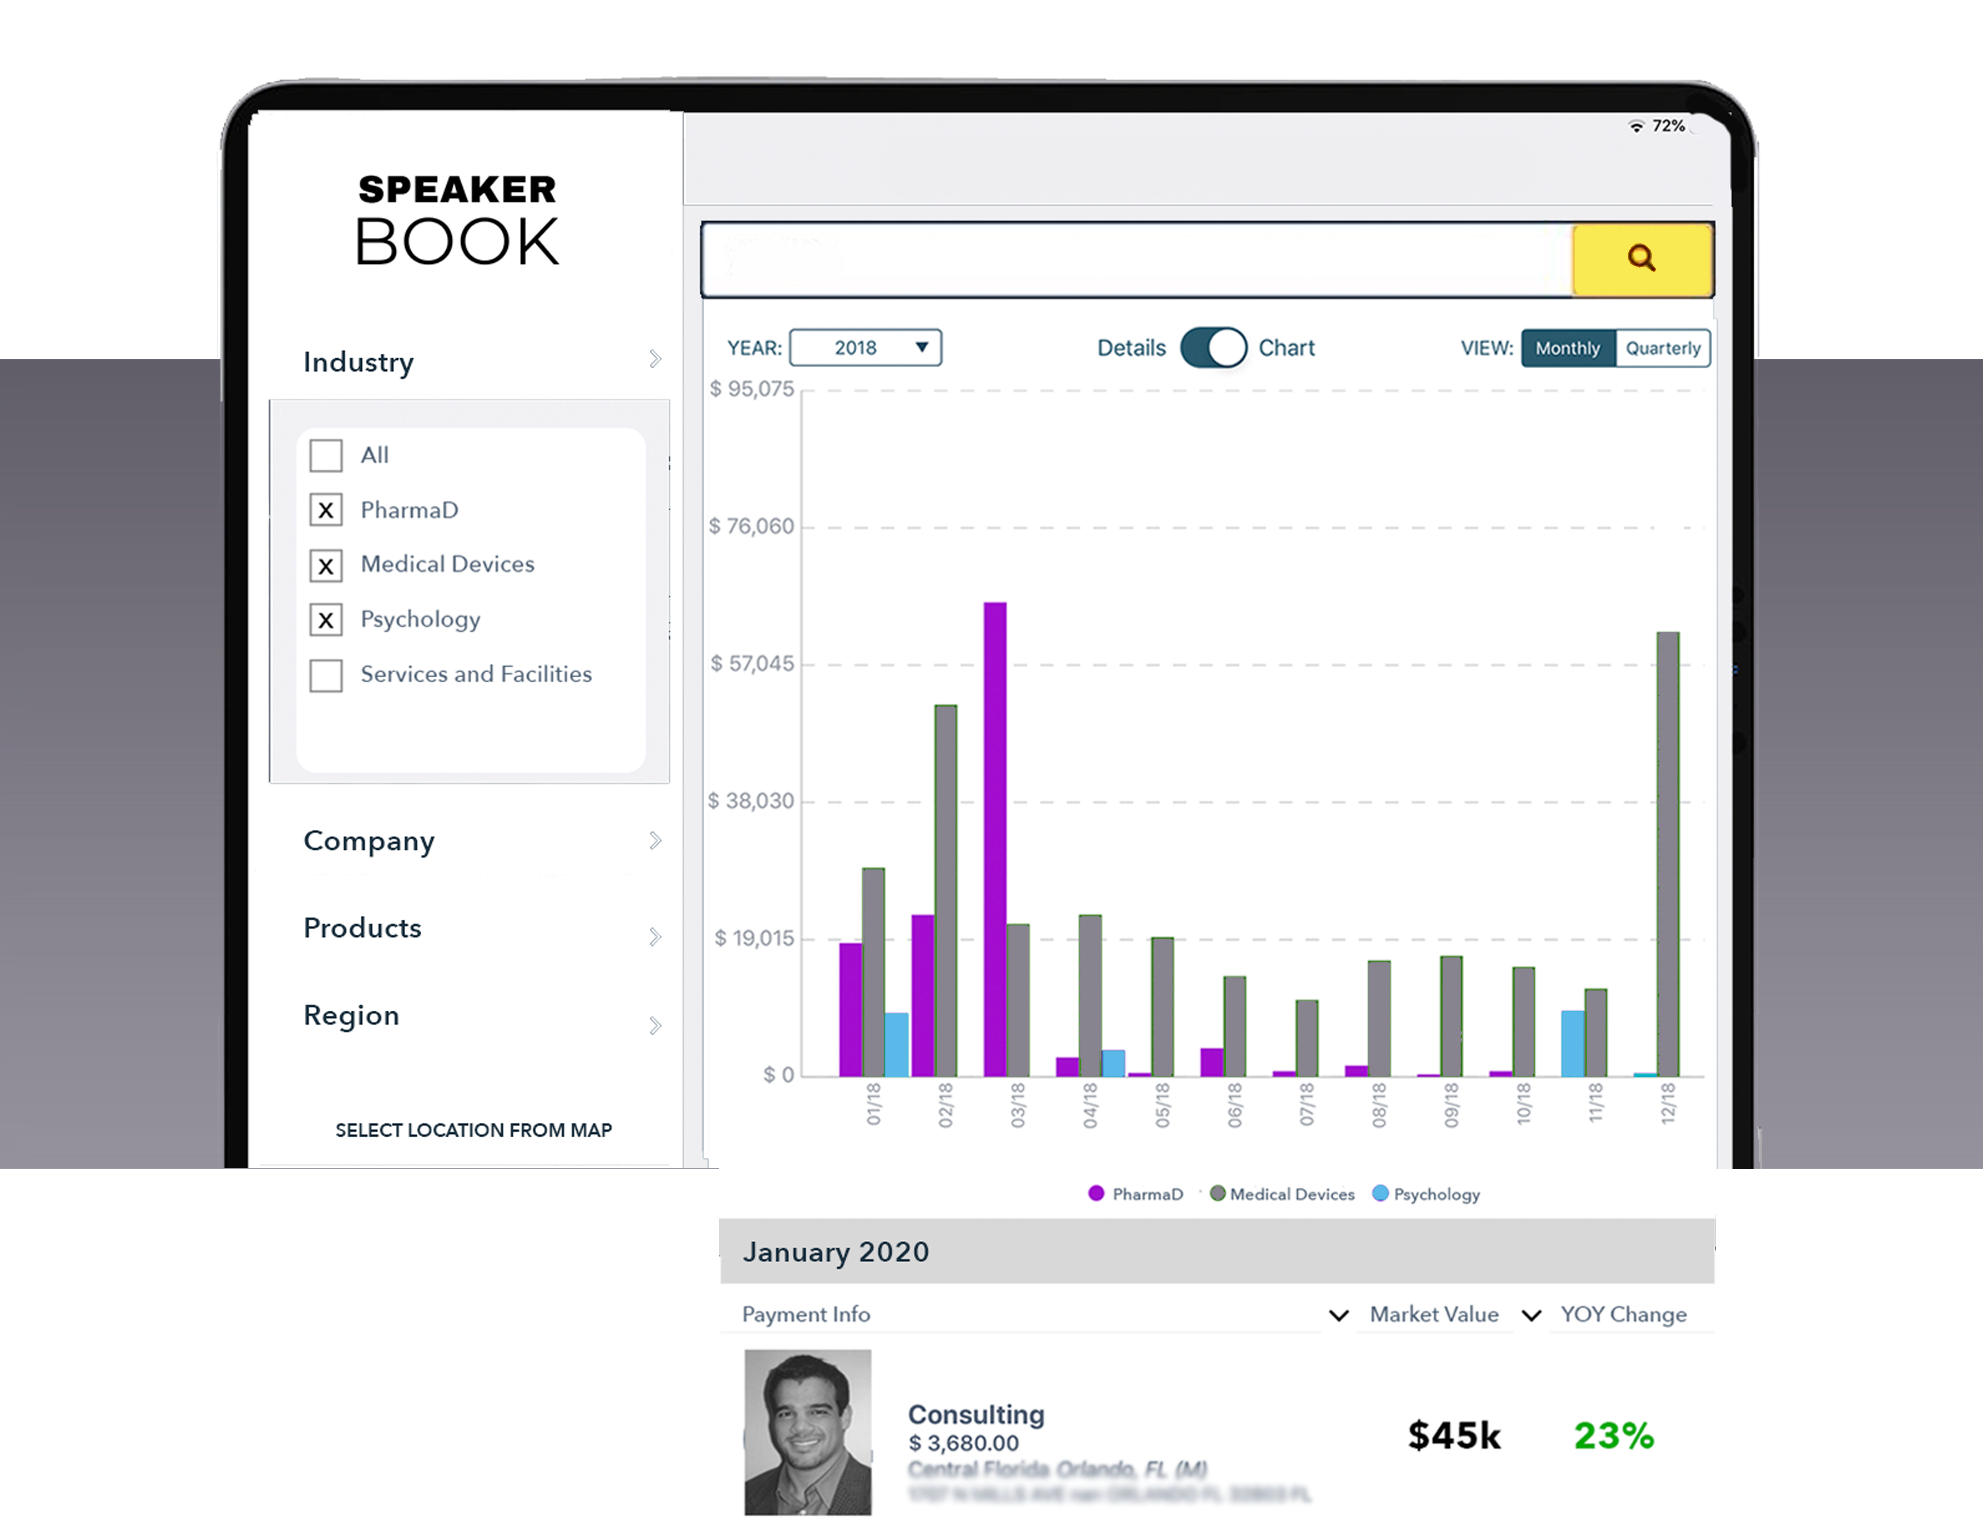 72%
SPEAKER
BOOK
Industry
X
X
X
All
PharmaD
Medical Devices
Psychology
Services and Facilities
Company
Products
Region
SELECT LOCATION FROM MAP
YEAR: 2018 Details Chart VIEW: Monthly Quarterly
$ 95,075
$ 76,060
$ 57,045
$ 38,030
$ 19,015
$ 0
01/18 02/18 03/18 04/18 05/18 06/18 07/18 08/18 09/18 10/18 11/18 12/18
PharmaD Medical Devices Psychology
January 2020
Payment Info Market Value YOY Change
Consulting
$ 3,680.00
$45k 23%
Central Florida Orlando, FL (M)